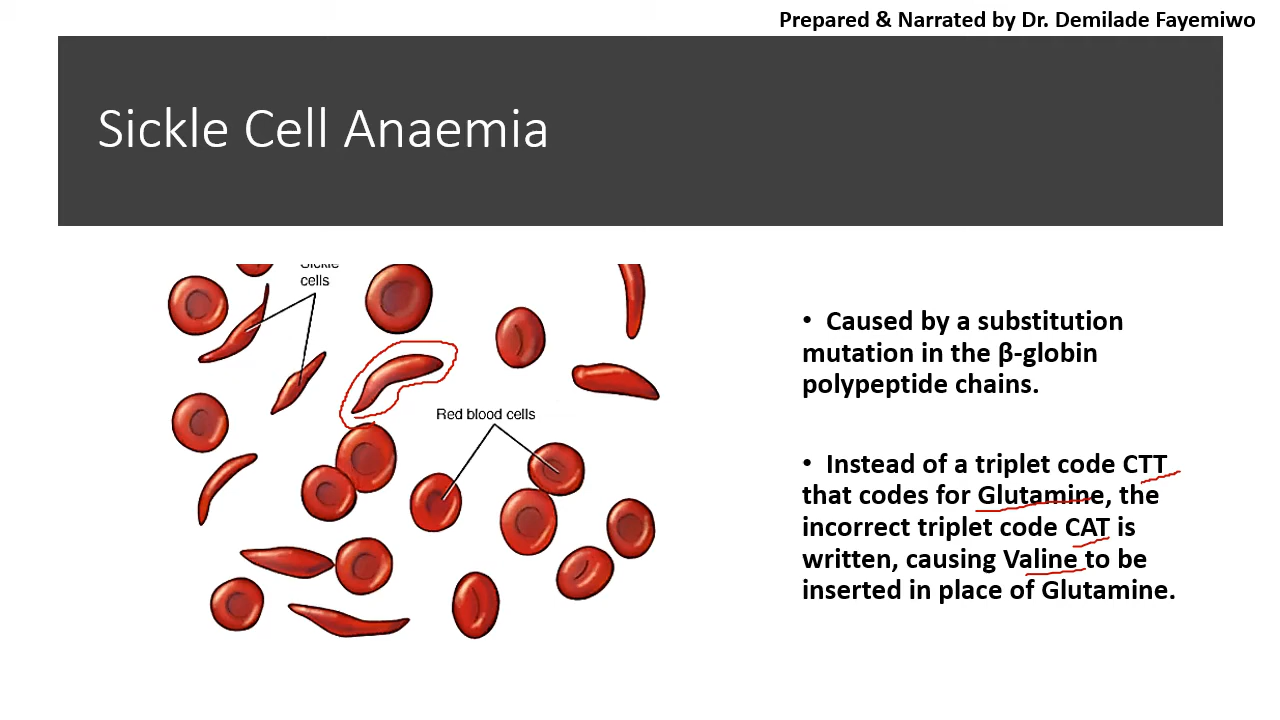 Prepared & Narrated by Dr. Demilade Fayemiwo
Sickle Cell Anaemia
Sickle
cells
Red blood cells
• Caused by a substitution
mutation in the β-globin
polypeptide chains.
• Instead of a triplet code CTT
that codes for Glutamine, the
incorrect triplet code CAT is
written, causing Valine to be
inserted in place of Glutamine.